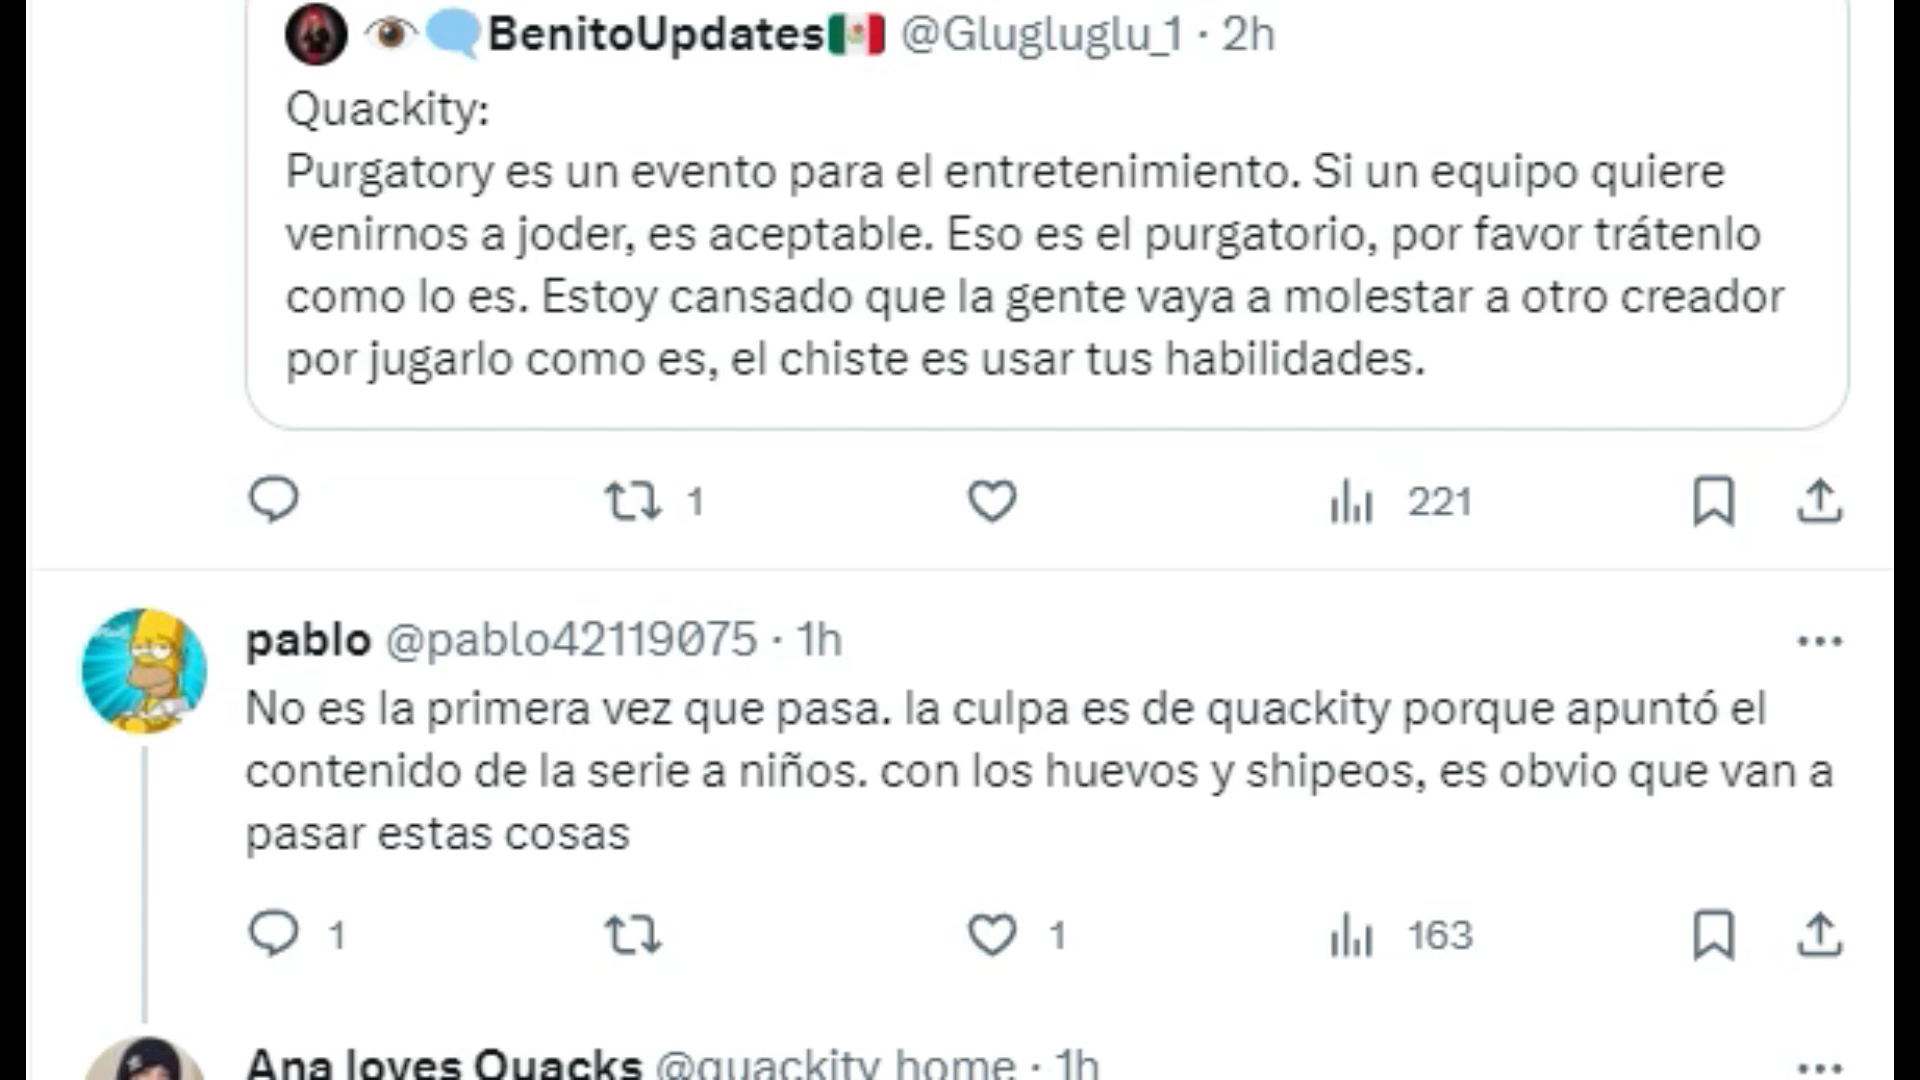 BenitoUpdates @Glugluglu_1 · 2h
Quackity:
Purgatory es un evento para el entretenimiento. Si un equipo quiere
venirnos a joder, es aceptable. Eso es el purgatorio, por favor trátenlo
como lo es. Estoy cansado que la gente vaya a molestar a otro creador
por jugarlo como es, el chiste es usar tus habilidades.
1 221
pablo @pablo42119075 · 1h
No es la primera vez que pasa. la culpa es de quackity porque apuntó el
contenido de la serie a niños. con los huevos y shipeos, es obvio que van a
pasar estas cosas
1 1 163
Ana loves Quacks @quackity_home · 1h